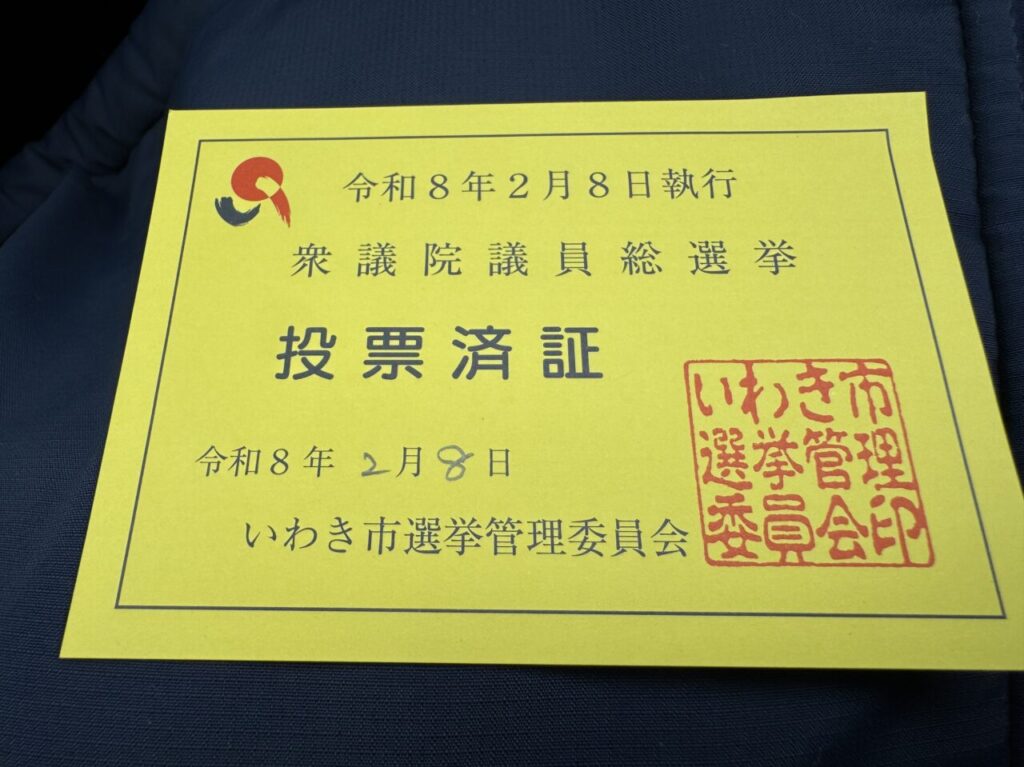 令和８年２月８日執行
衆議院議員総選挙
投票済証
令和８年 2月8日
いわき市選挙管理委員会
いわき市
選挙管理
委員会印